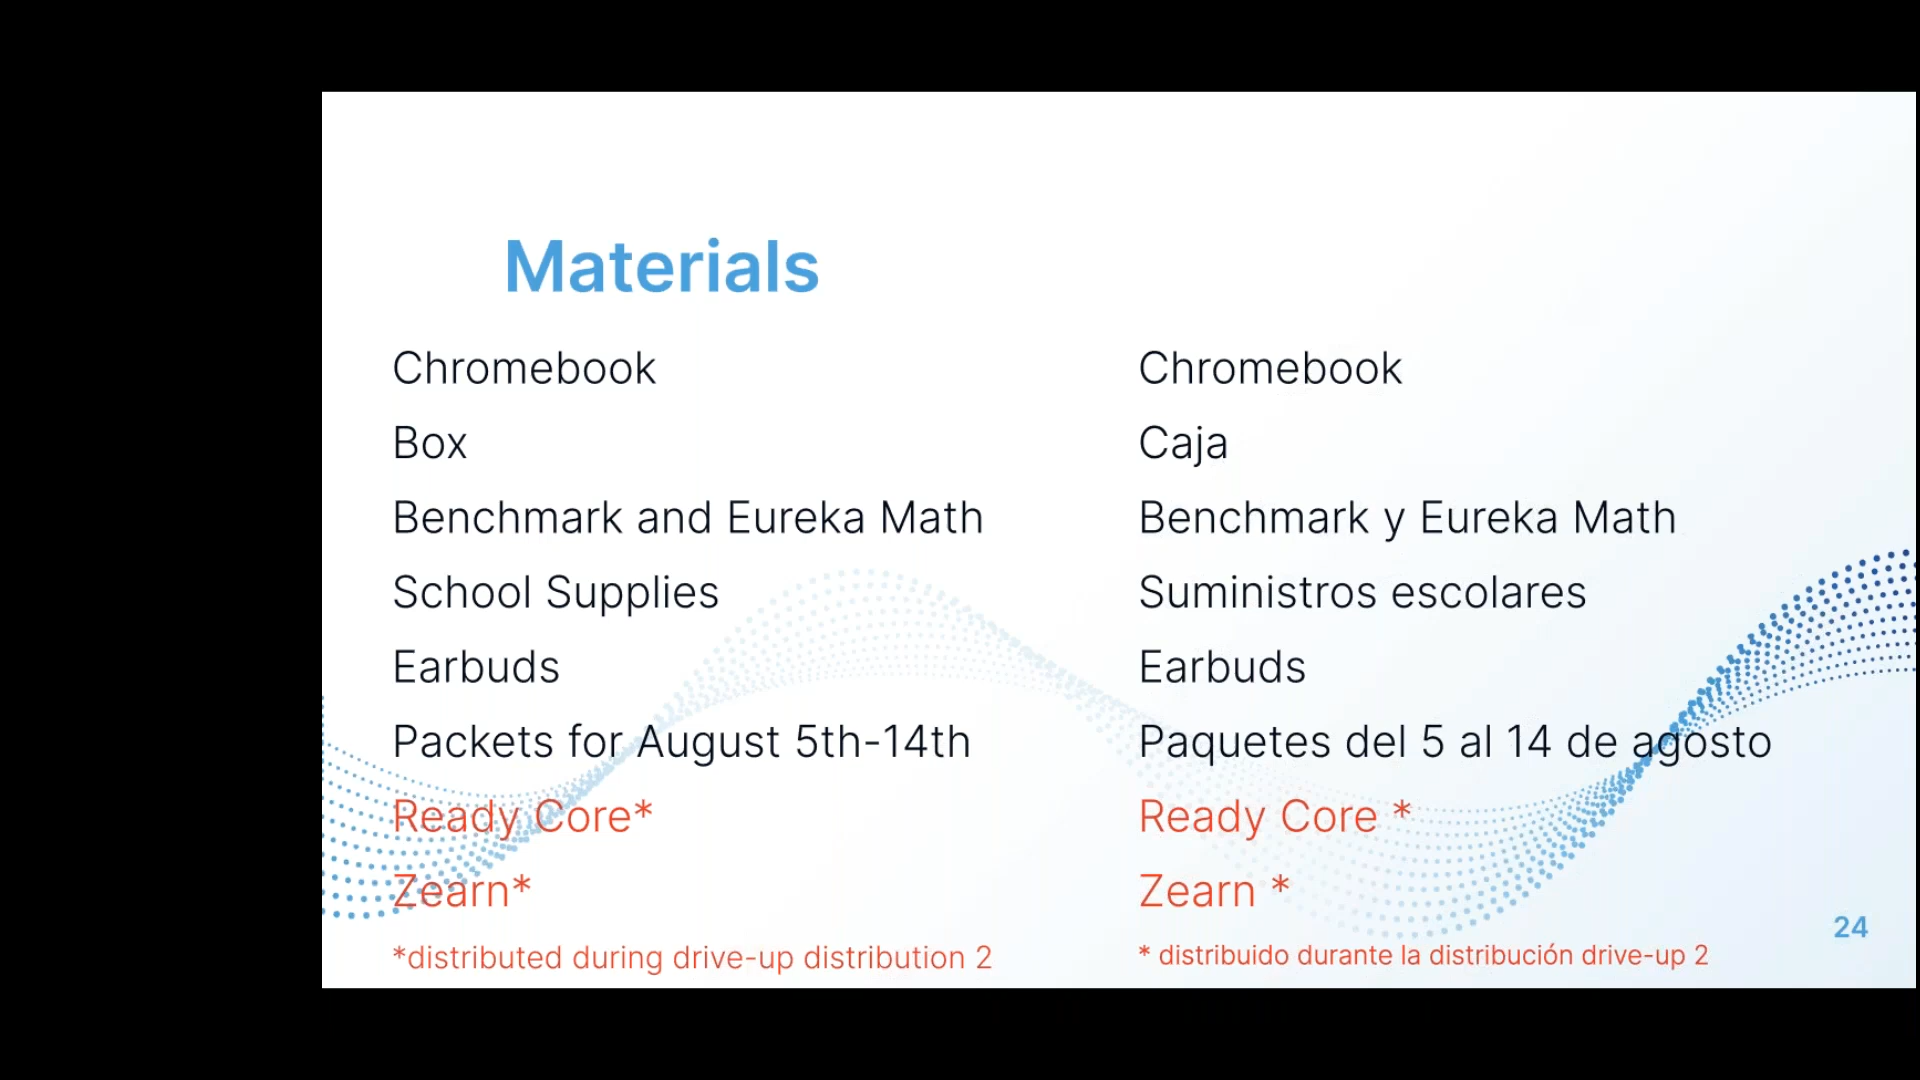 Materials
Chromebook
Box
Benchmark and Eureka Math
School Supplies
Earbuds
Packets for August 5th-14th
Ready Core*
Zearn*
*distributed during drive-up distribution 2
Chromebook
Caja
Benchmark y Eureka Math
Suministros escolares
Earbuds
Paquetes del 5 al 14 de agosto
Ready Core *
Zearn *
* distribuido durante la distribución drive-up 2
24